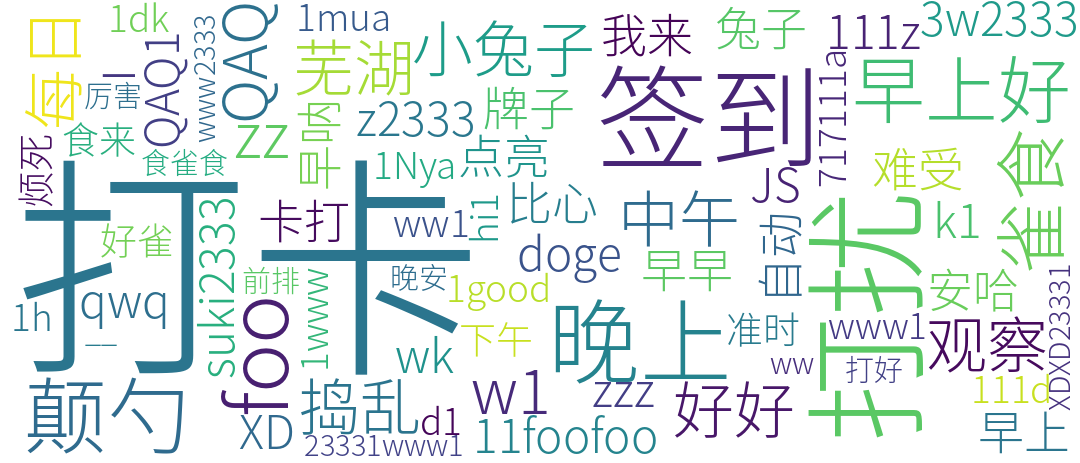 1dk
1mua
QAQ
www2333
每日
QAQ1
厉害
芜湖
小兔子
我来
兔子
111z
3w2333
早上好
签到
7171111a
z2333
牌子
zz
早呐
食来
烦死
食雀食
1Nya
点亮
JS
难受
雀食
打卡
打扰
卡打
ww1
hi1
比心
中午
k1
好雀
suki2333
前排
晚安
doge
早早
自动
安哈
qwq
1h
1www
1good
foo
wk
下午
晚上
准时
www1
观察
XDXD23331
颠勺
捣乱
w1
zzz
好好
ww
打好
111d
XD
d1
11foofoo
23331www1
早上